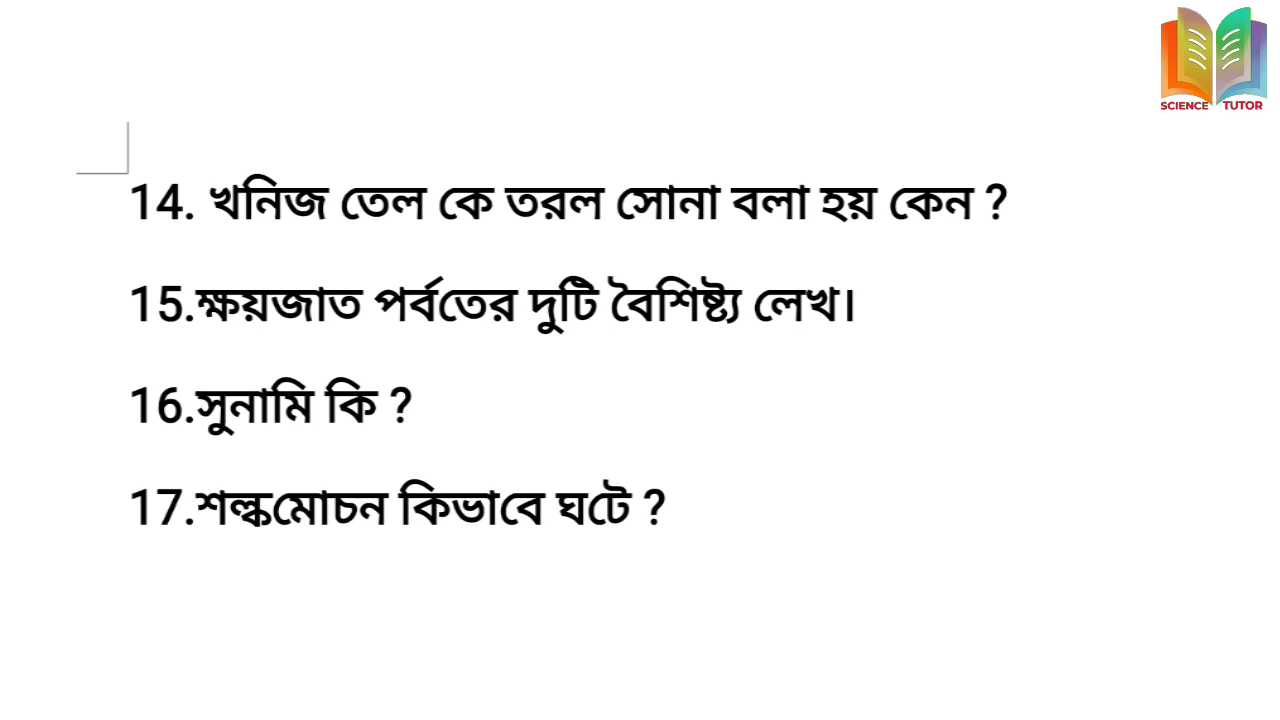 SCIENCE TUTOR
14. খনিজ তেল কে তরল সোনা বলা হয় কেন ?
15.ক্ষয়জাত পর্বতের দুটি বৈশিষ্ট্য লেখ।
16.সুনামি কি ?
17.শল্কমোচন কিভাবে ঘটে ?